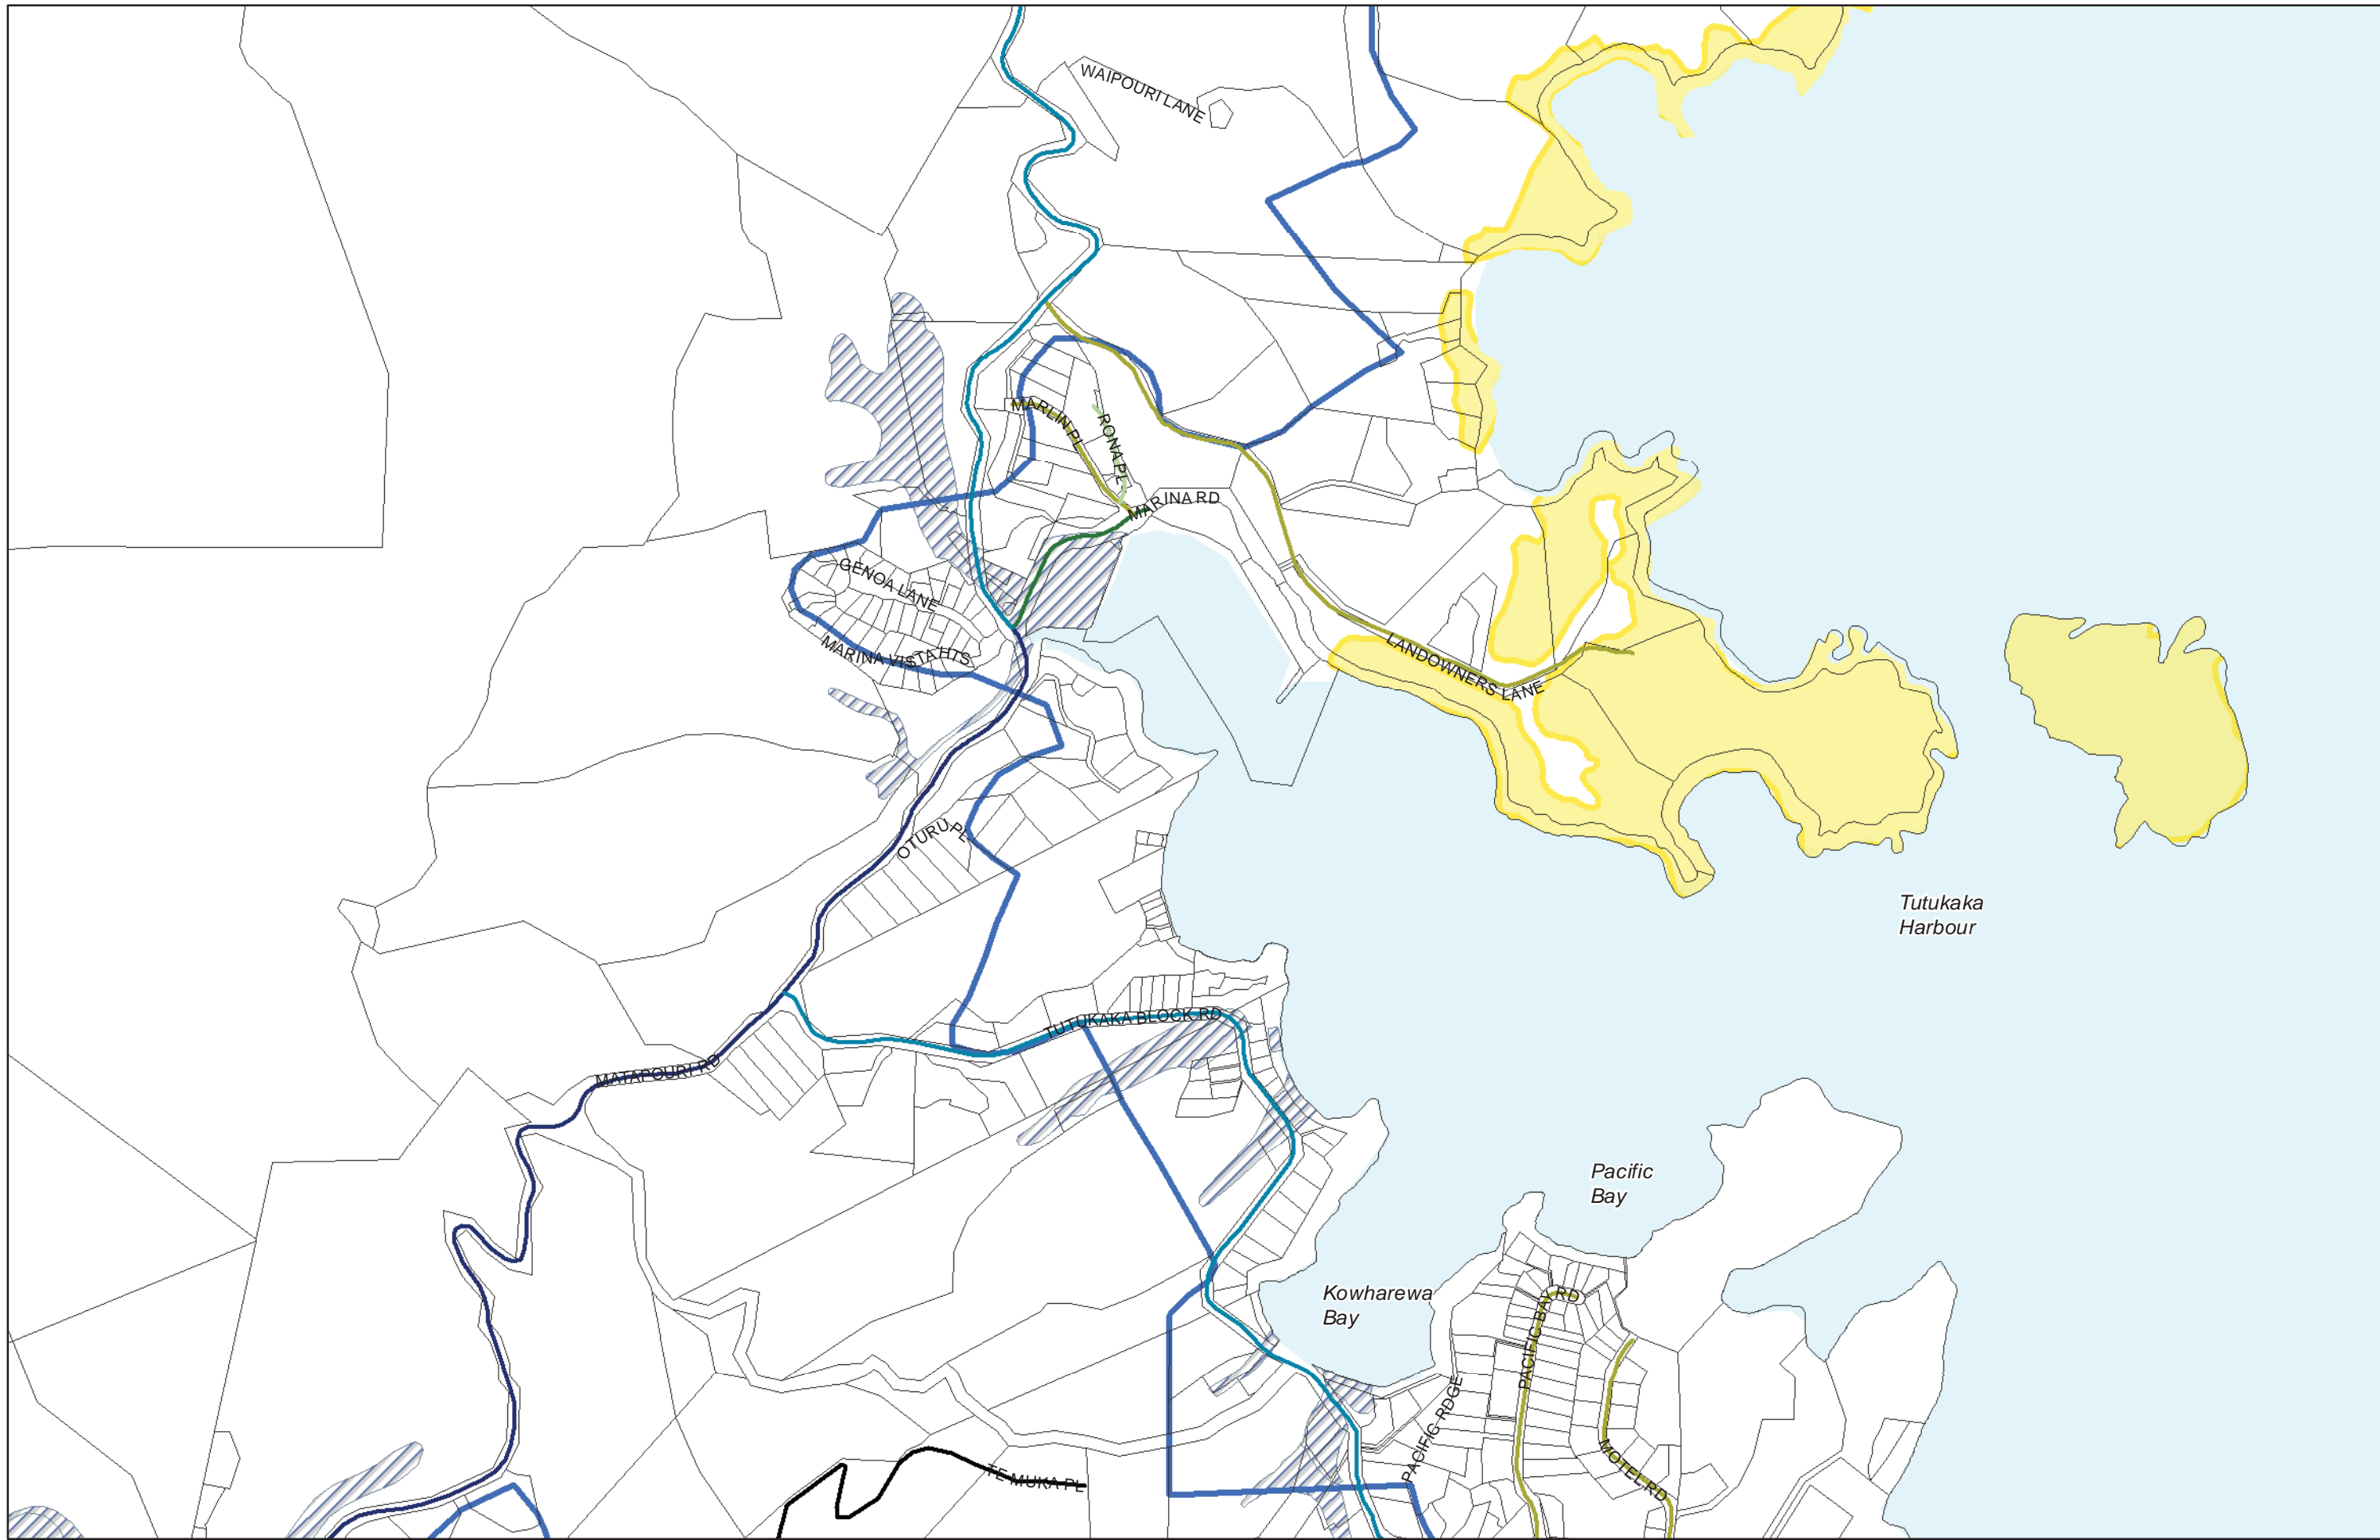 WAIPOURI LANE
MARLIN PL
RONA PL
MARINA RD
GENOA LANE
MARINA VISTA HTS
LANDOWNERS LANE
OTURU PL
Tutukaka
Harbour
TUTUKAKA BLOCK RD
MATAPOURI RD
Pacific
Bay
Kowharewa
Bay
PACIFIC BAY RD
PACIFIC RDGE
MOTEL RD
TE MUKA PL